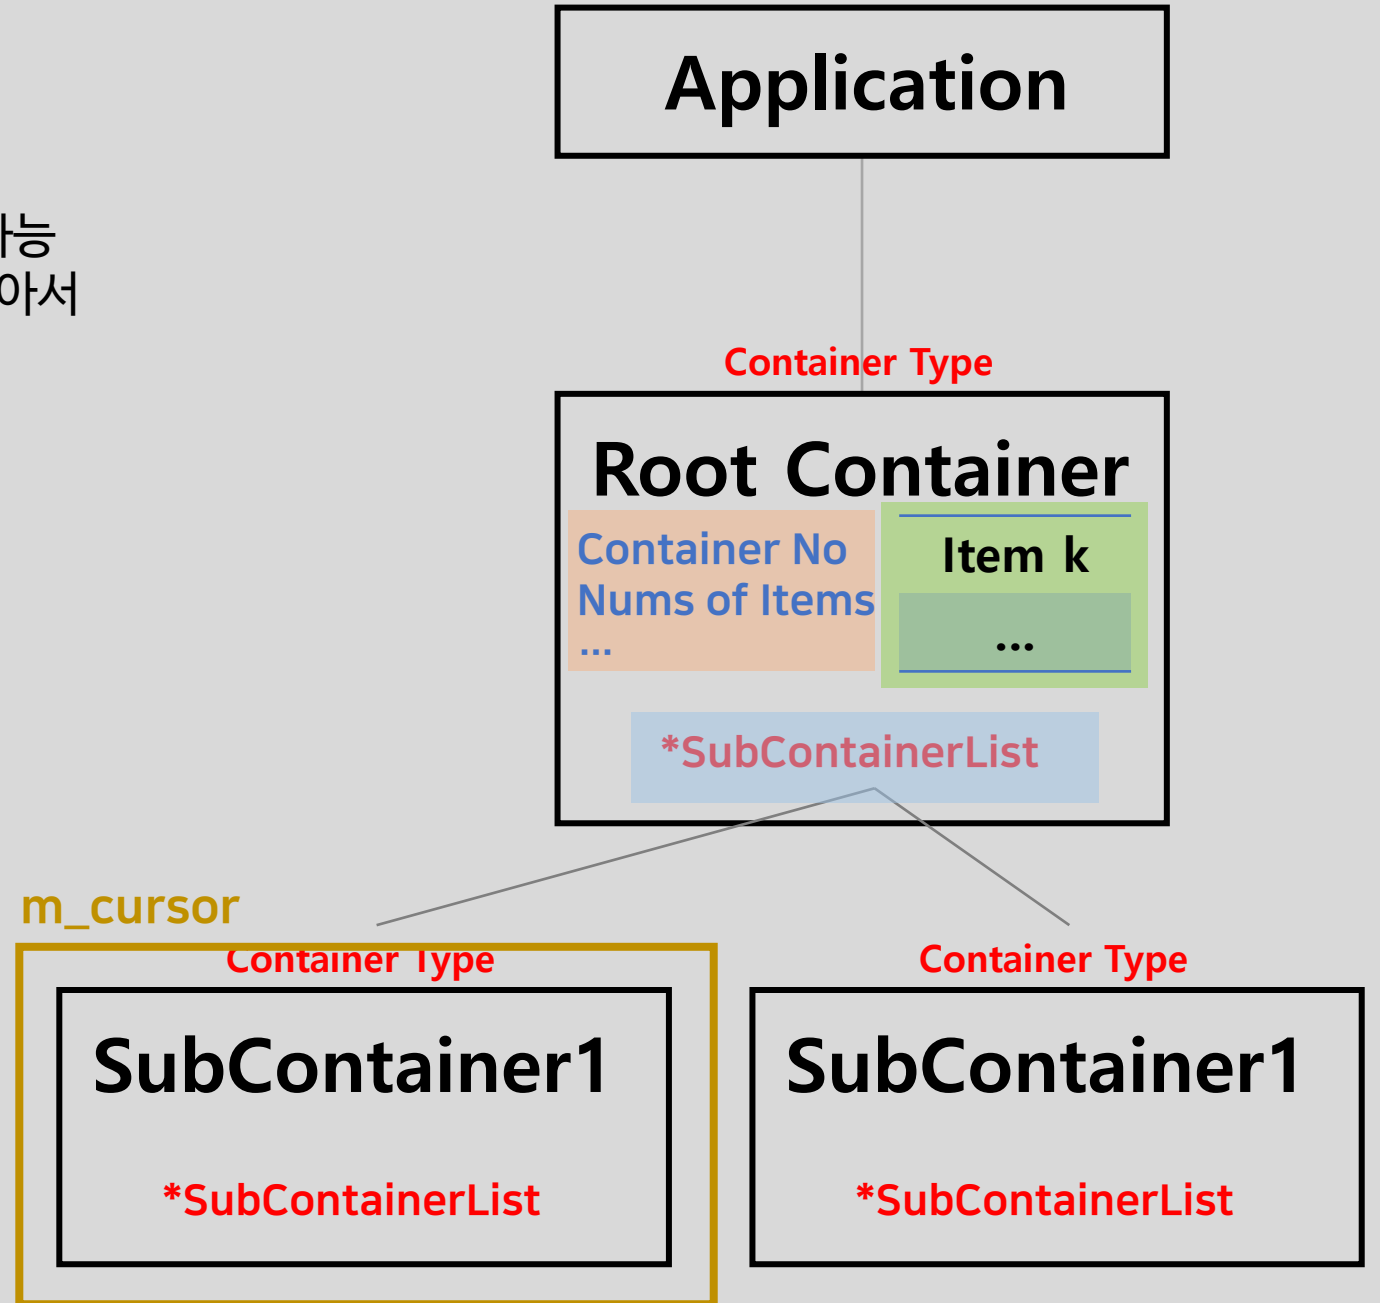 Application
능
아서
Container Type
Root Container
Container No
Nums of Items
...
Item k
...
*SubContainerList
m_cursor
Container Type
Container Type
SubContainer1
SubContainer1
*SubContainerList
*SubContainerList